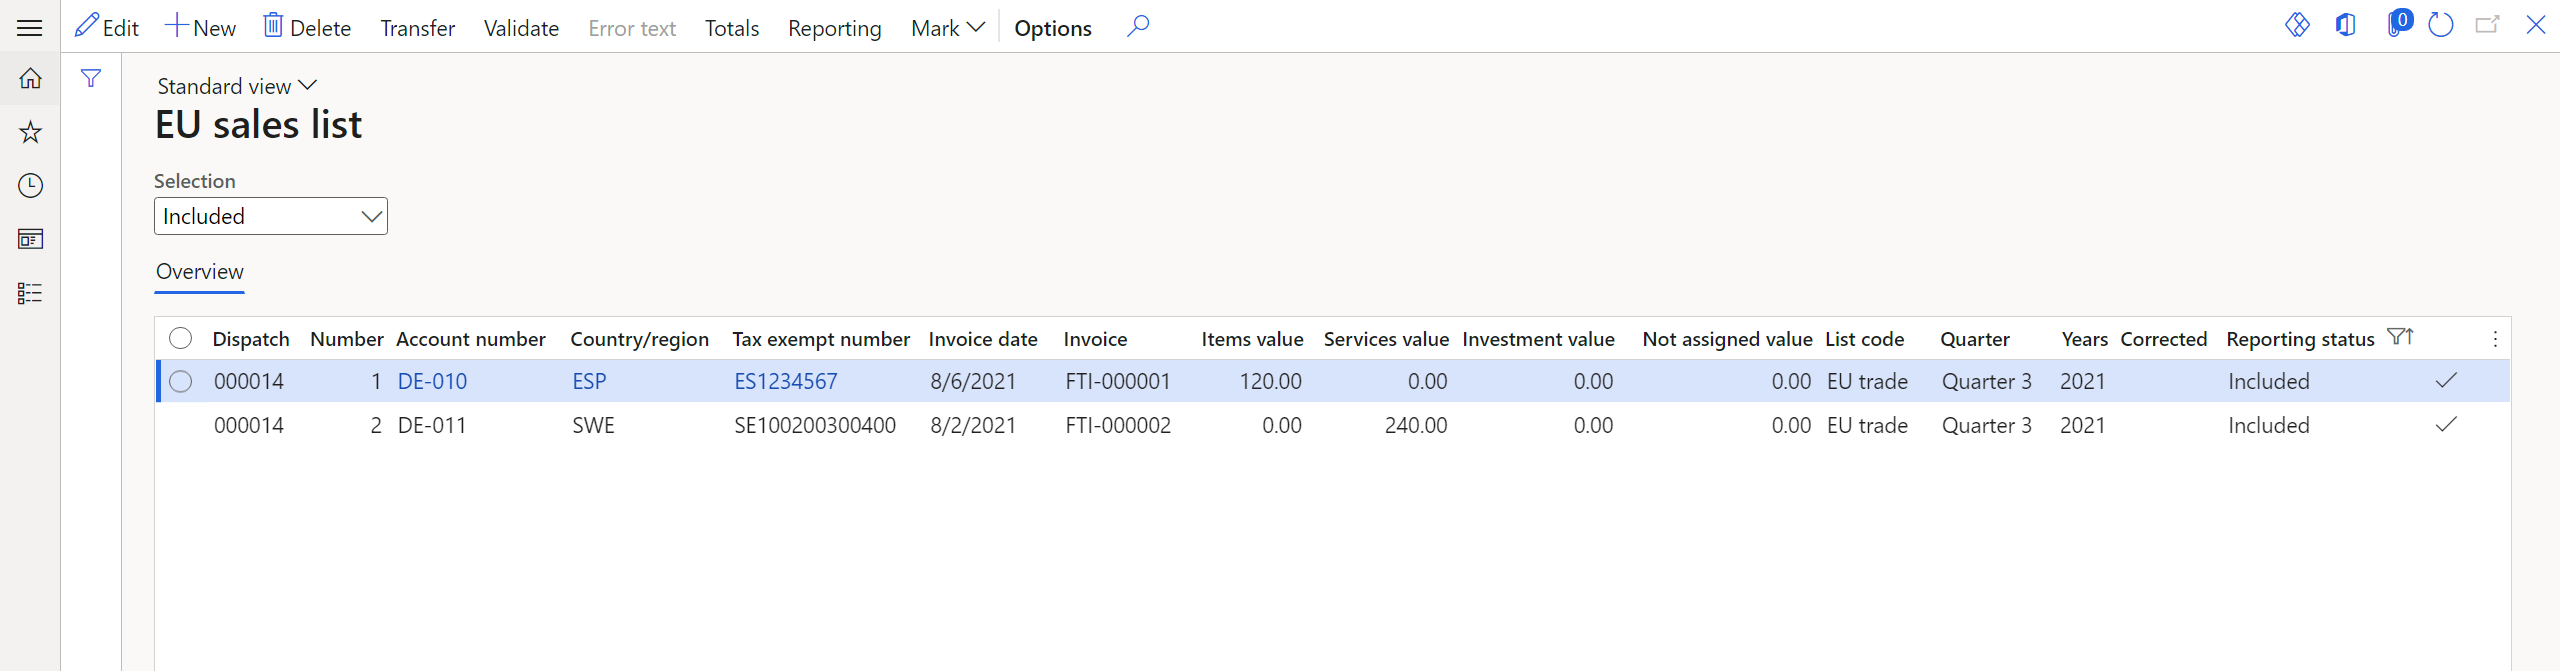 Edit New Delete Transfer Validate Error text Totals Reporting Mark Options 0
Standard view
EU sales list
Selection
Included
Overview
Dispatch Number Account number Country/region Tax exempt number Invoice date Invoice Items value Services value Investment value Not assigned value List code Quarter Years Corrected Reporting status
000014 1 DE-010 ESP ES1234567 8/6/2021 FTI-000001 120.00 0.00 0.00 0.00 EU trade Quarter 3 2021 Included
000014 2 DE-011 SWE SE100200300400 8/2/2021 FTI-000002 0.00 240.00 0.00 0.00 EU trade Quarter 3 2021 Included